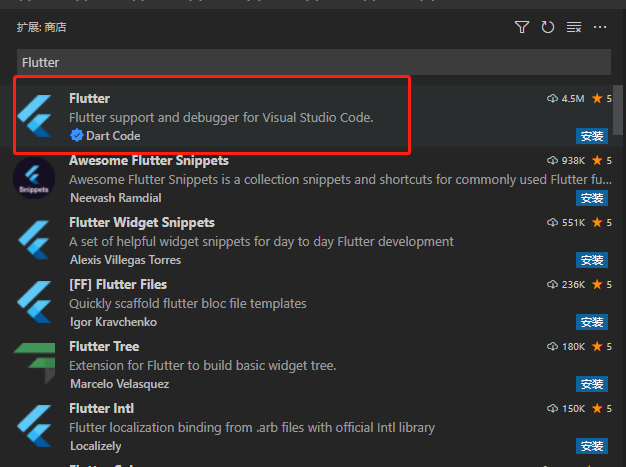 扩展: 商店
Flutter
Flutter 4.5M 5
Flutter support and debugger for Visual Studio Code.
Dart Code 安装
Awesome Flutter Snippets 938K 5
Snippets
Awesome Flutter Snippets is a collection snippets and shortcuts for commonly used Flutter fu...
Neevash Ramdial 安装
Flutter Widget Snippets 551K 5
A set of helpful widget snippets for day to day Flutter development
Alexis Villegas Torres 安装
[FF] Flutter Files 236K 5
Quickly scaffold flutter bloc file templates
Igor Kravchenko 安装
Flutter Tree 180K 5
Extension for Flutter to build basic widget tree.
Marcelo Velasquez 安装
Flutter Intl 150K 5
Flutter localization binding from .arb files with official Intl library
Localizely 安装